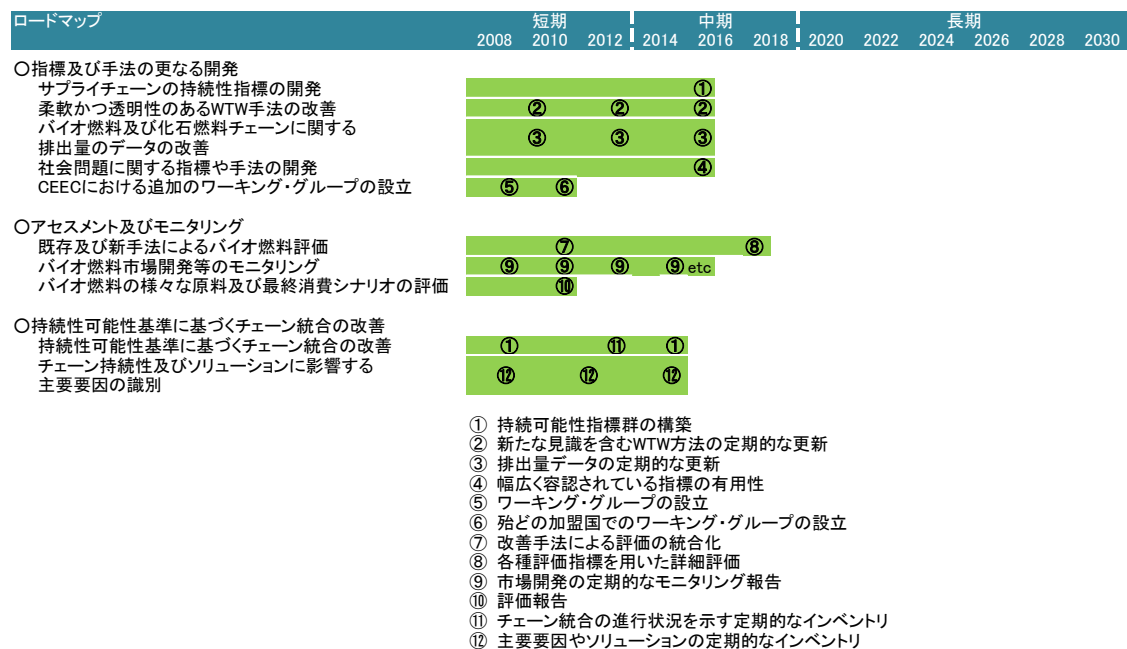 ロードマップ 短期 中期 長期
2008 2010 2012 2014 2016 2018 2020 2022 2024 2026 2028 2030
〇指標及び手法の更なる開発
サプライチェーンの持続性指標の開発 ①
柔軟かつ透明性のあるWTW手法の改善 ② ② ②
バイオ燃料及び化石燃料チェーンに関する
排出量のデータの改善 ③ ③ ③
社会問題に関する指標や手法の開発 ④
CEECにおける追加のワーキング・グループの設立 ⑤ ⑥
〇アセスメント及びモニタリング
既存及び新手法によるバイオ燃料評価 ⑦ ⑧
バイオ燃料市場開発等のモニタリング ⑨ ⑨ ⑨ ⑨ etc
バイオ燃料の様々な原料及び最終消費シナリオの評価 ⑩
〇持続性可能性基準に基づくチェーン統合の改善
持続性可能性基準に基づくチェーン統合の改善 ① ⑪ ①
チェーン持続性及びソリューションに影響する
主要要因の識別 ⑫ ⑫ ⑫
① 持続可能性指標群の構築
② 新たな見識を含むWTW方法の定期的な更新
③ 排出量データの定期的な更新
④ 幅広く容認されている指標の有用性
⑤ ワーキング・グループの設立
⑥ 殆どの加盟国でのワーキング・グループの設立
⑦ 改善手法による評価の統合化
⑧ 各種評価指標を用いた詳細評価
⑨ 市場開発の定期的なモニタリング報告
⑩ 評価報告
⑪ チェーン統合の進行状況を示す定期的なインベントリ
⑫ 主要要因やソリューションの定期的なインベントリ